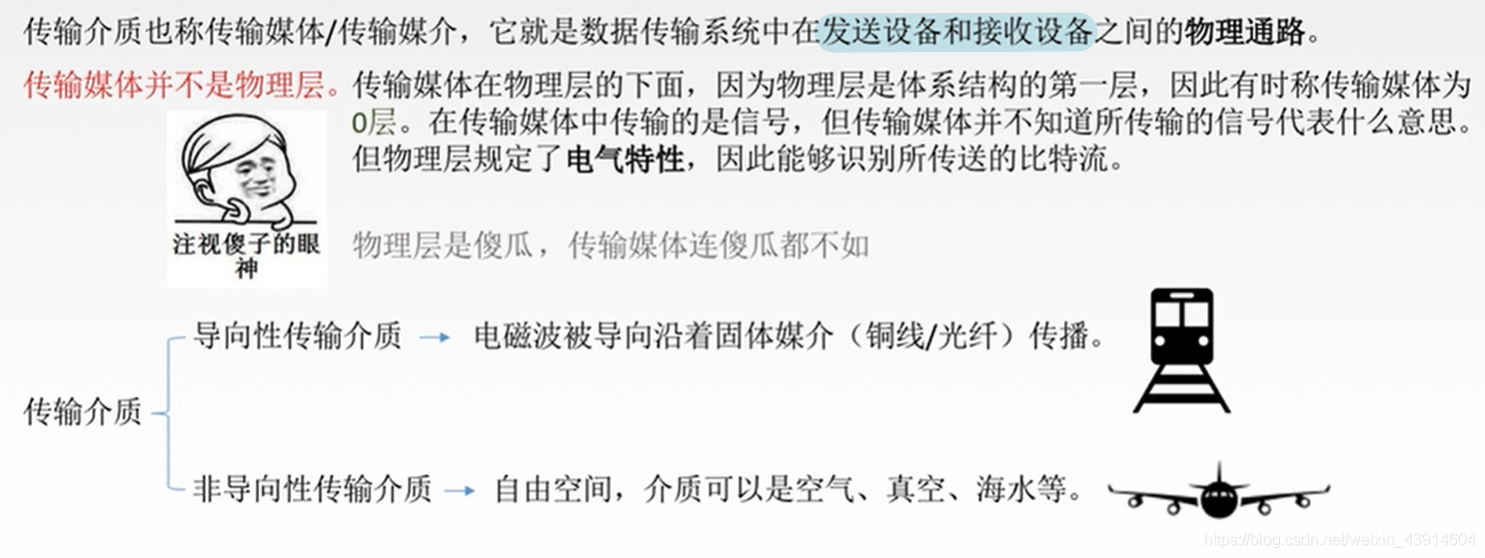 传输介质也称传输媒体/传输媒介，它就是数据传输系统中在发送设备和接收设备之间的物理通路。
传输媒体并不是物理层。传输媒体在物理层的下面，因为物理层是体系结构的第一层，因此有时称传输媒体为
0层。在传输媒体中传输的是信号，但传输媒体并不知道所传输的信号代表什么意思。
但物理层规定了电气特性，因此能够识别所传送的比特流。
注视傻子的眼
神
物理层是傻瓜，传输媒体连傻瓜都不如
导向性传输介质
电磁波被导向沿着固体媒介（铜线/光纤）传播。
传输介质
非导向性传输介质
自由空间，介质可以是空气、真空、海水等。
https://blog.csdn.net/weixin_43914604